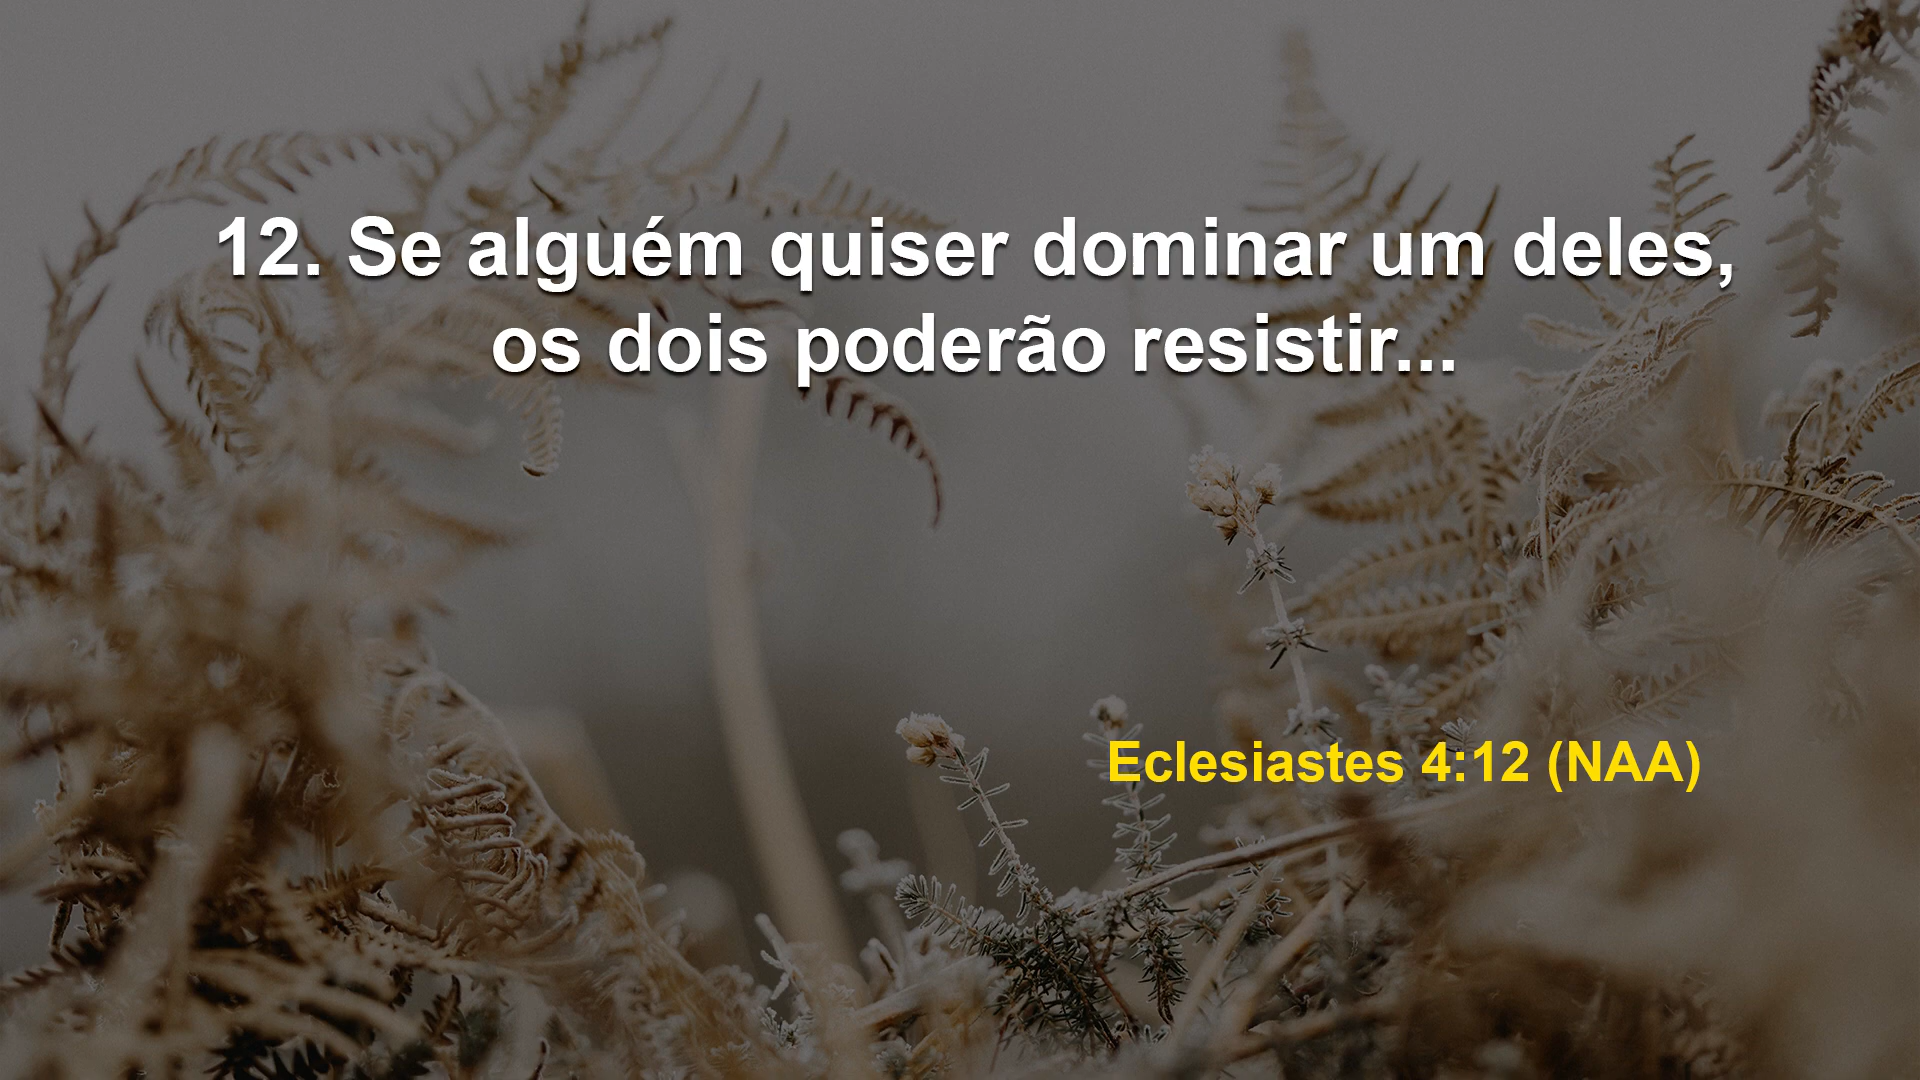 12. Se alguém quiser dominar um deles,
os dois poderão resistir...
Eclesiastes 4:12 (NAA)